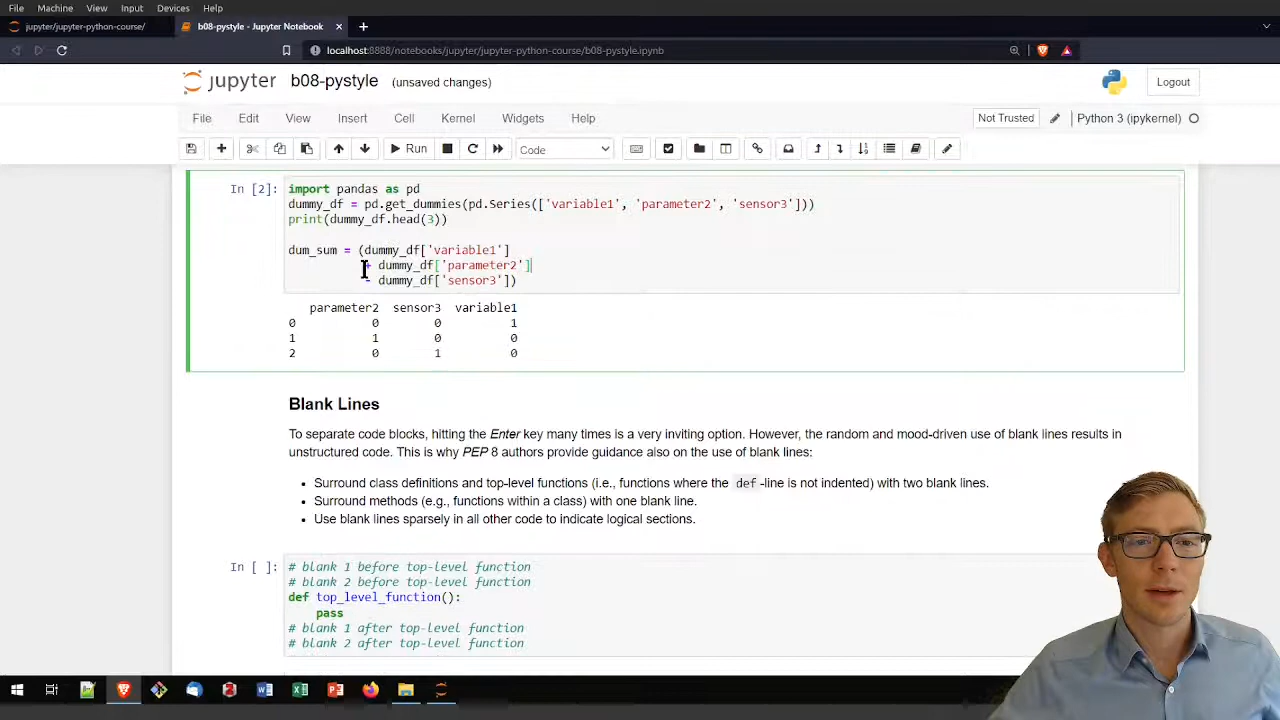 File Machine View Input Devices Help
jupyter/jupyter-python-course/ b08-pystyle - Jupyter Notebook
localhost:8888/notebooks/jupyter/jupyter-python-course/b08-pystyle.ipynb
jupyter b08-pystyle (unsaved changes) Logout
File Edit View Insert Cell Kernel Widgets Help Not Trusted Python 3 (ipykernel)
Run Code
In [2]: import pandas as pd
dummy_df = pd.get_dummies(pd.Series(['variable1', 'parameter2', 'sensor3']))
print(dummy_df.head(3))
dum_sum = (dummy_df['variable1']
+ dummy_df['parameter2']
- dummy_df['sensor3'])
parameter2 sensor3 variable1
0 0 0 1
1 1 0 0
2 0 1 0
Blank Lines
To separate code blocks, hitting the Enter key many times is a very inviting option. However, the random and mood-driven use of blank lines results in
unstructured code. This is why PEP 8 authors provide guidance also on the use of blank lines:
• Surround class definitions and top-level functions (i.e., functions where the def -line is not indented) with two blank lines.
• Surround methods (e.g., functions within a class) with one blank line.
• Use blank lines sparsely in all other code to indicate logical sections.
In [ ]: # blank 1 before top-level function
# blank 2 before top-level function
def top_level_function():
pass
# blank 1 after top-level function
# blank 2 after top-level function